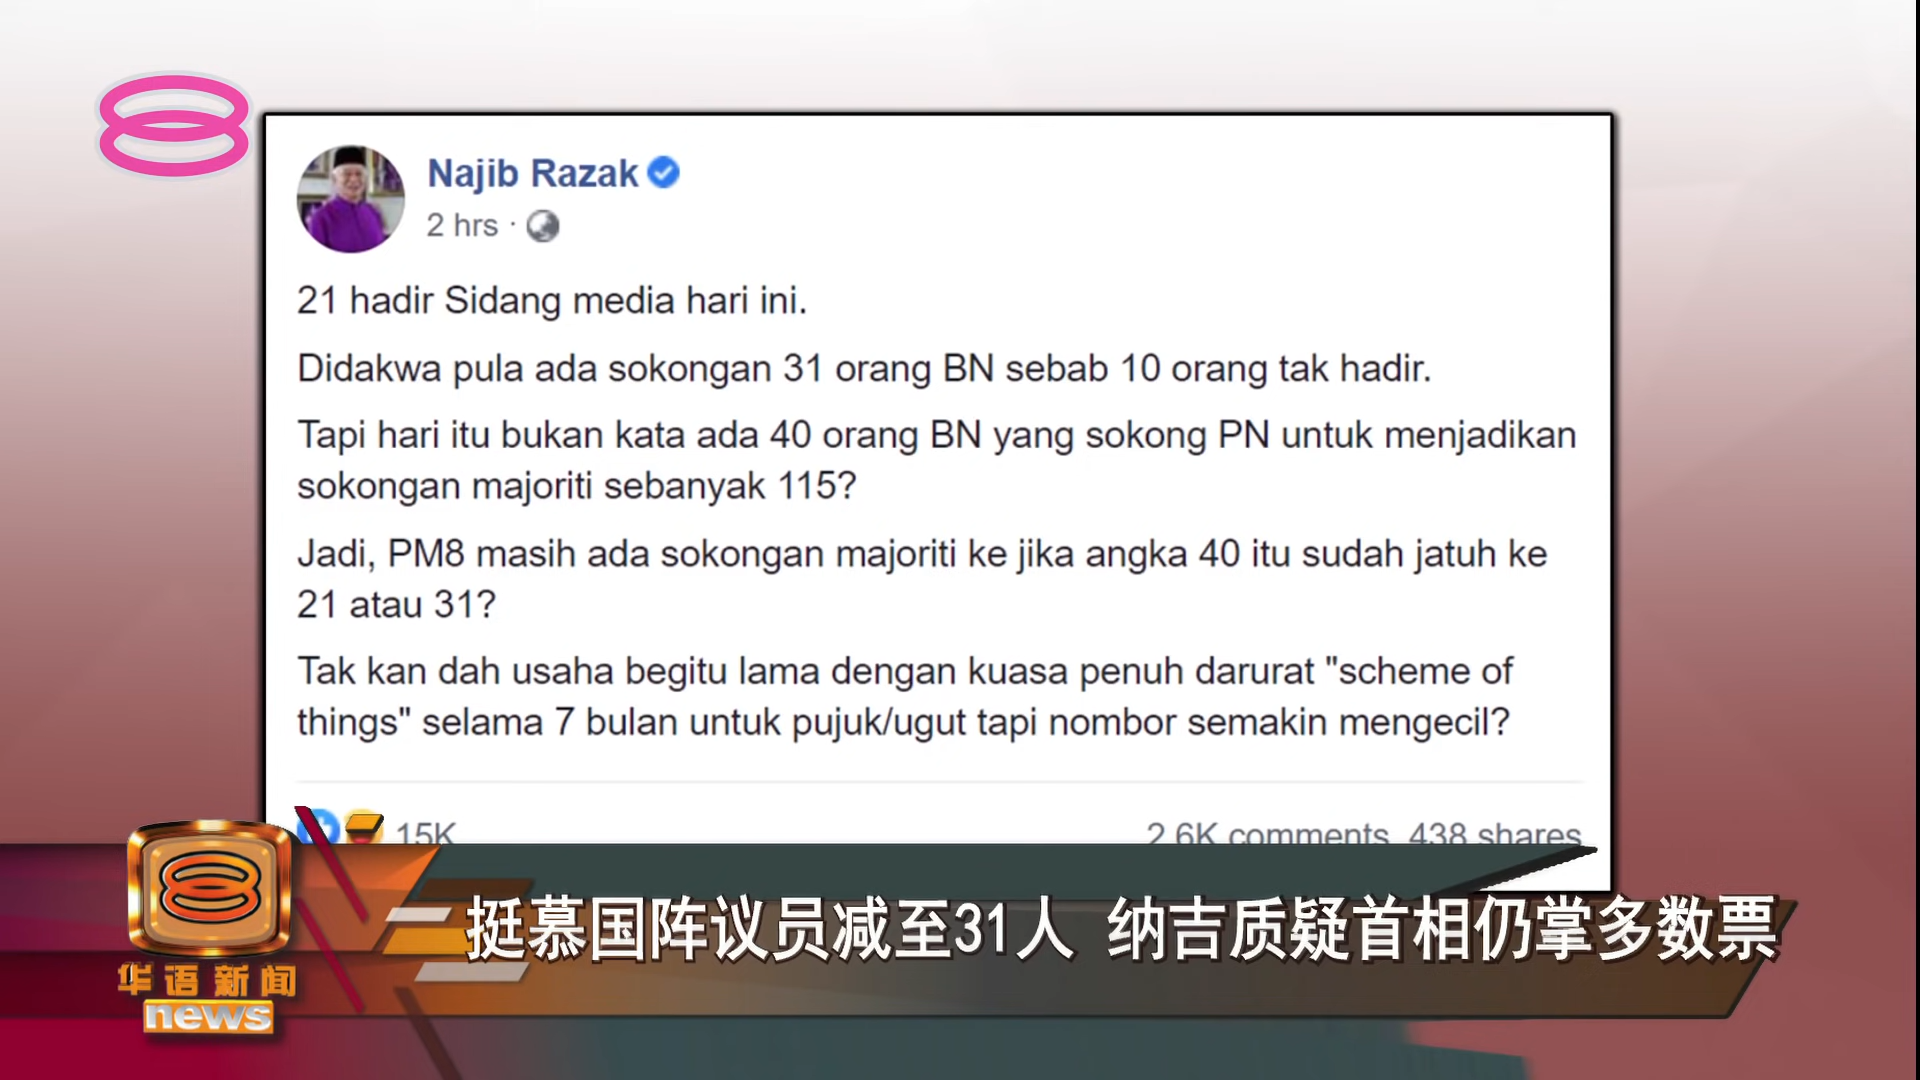 Najib Razak
2 hrs ·
21 hadir Sidang media hari ini.
Didakwa pula ada sokongan 31 orang BN sebab 10 orang tak hadir.
Tapi hari itu bukan kata ada 40 orang BN yang sokong PN untuk menjadikan
sokongan majoriti sebanyak 115?
Jadi, PM8 masih ada sokongan majoriti ke jika angka 40 itu sudah jatuh ke
21 atau 31?
Tak kan dah usaha begitu lama dengan kuasa penuh darurat "scheme of
things" selama 7 bulan untuk pujuk/ugut tapi nombor semakin mengecil?
15K
2.6K comments 438 shares
挺慕国阵议员减至31人 纳吉质疑首相仍掌多数票
华语新闻
news